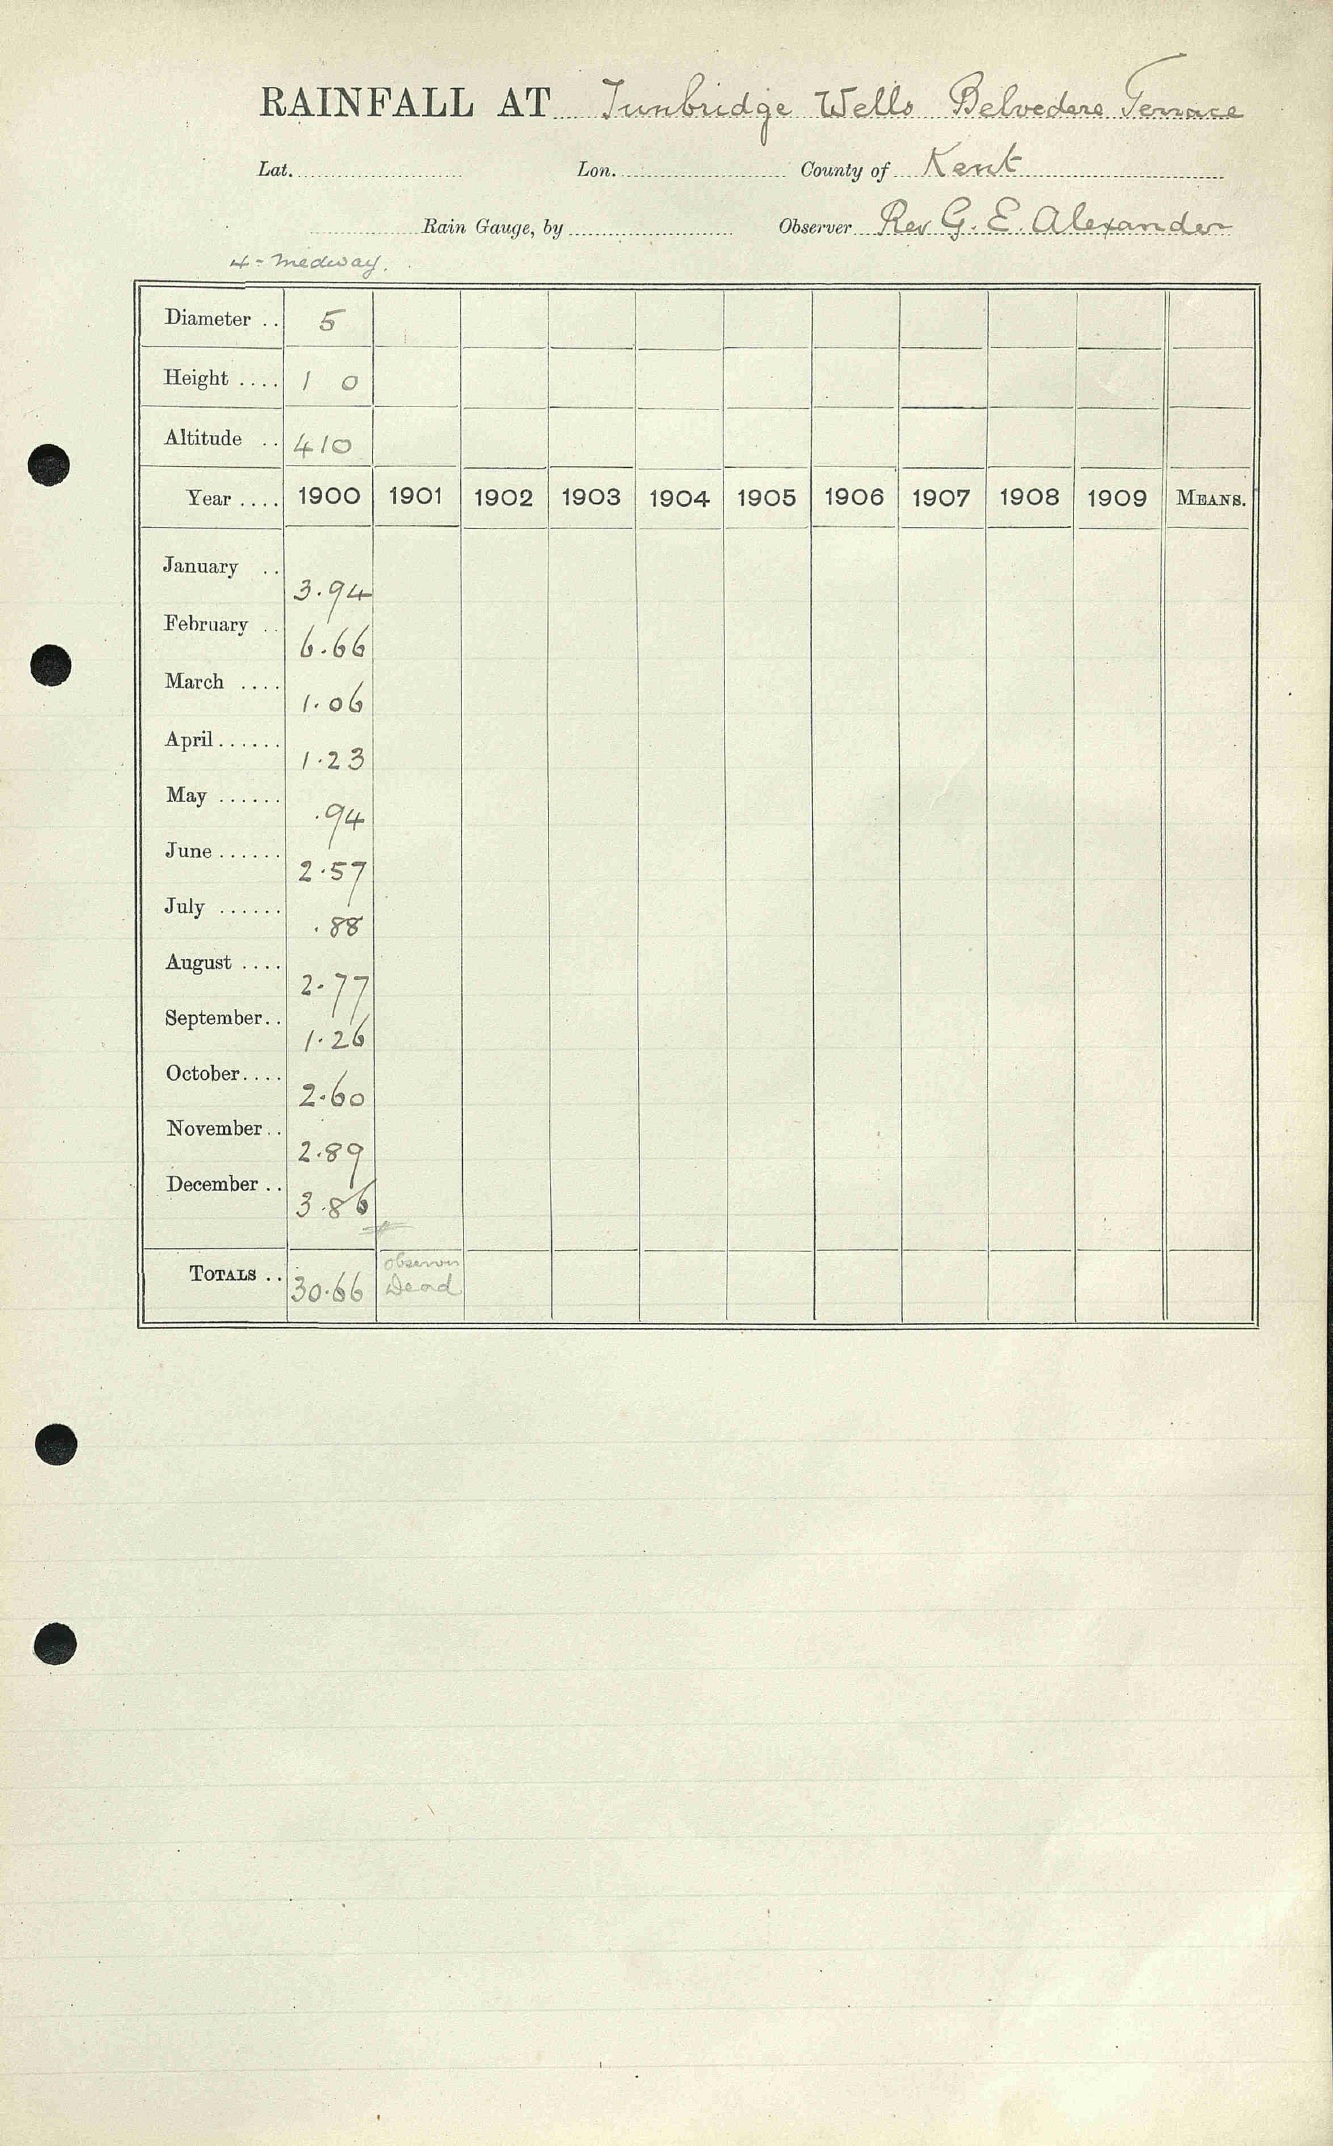 RAINFALL AT Tunbridge Wells Belvedere Terrace
Lat. Lon. County of Kent
Rain Gauge, by Observer Rev G. E. Alexander
4 - Medway.
Diameter .. 5
Height .... 1 0
Altitude .. 410
Year .... 1900 1901 1902 1903 1904 1905 1906 1907 1908 1909 MEANS.
January .. 3.94
February .. 6.66
March .... 1.06
April ...... 1.23
May ...... .94
June ...... 2.57
July ...... .88
August .... 2.77
September .. 1.26
October .... 2.60
November .. 2.89
December .. 3.86
TOTALS .. 30.66 Observer
Dead